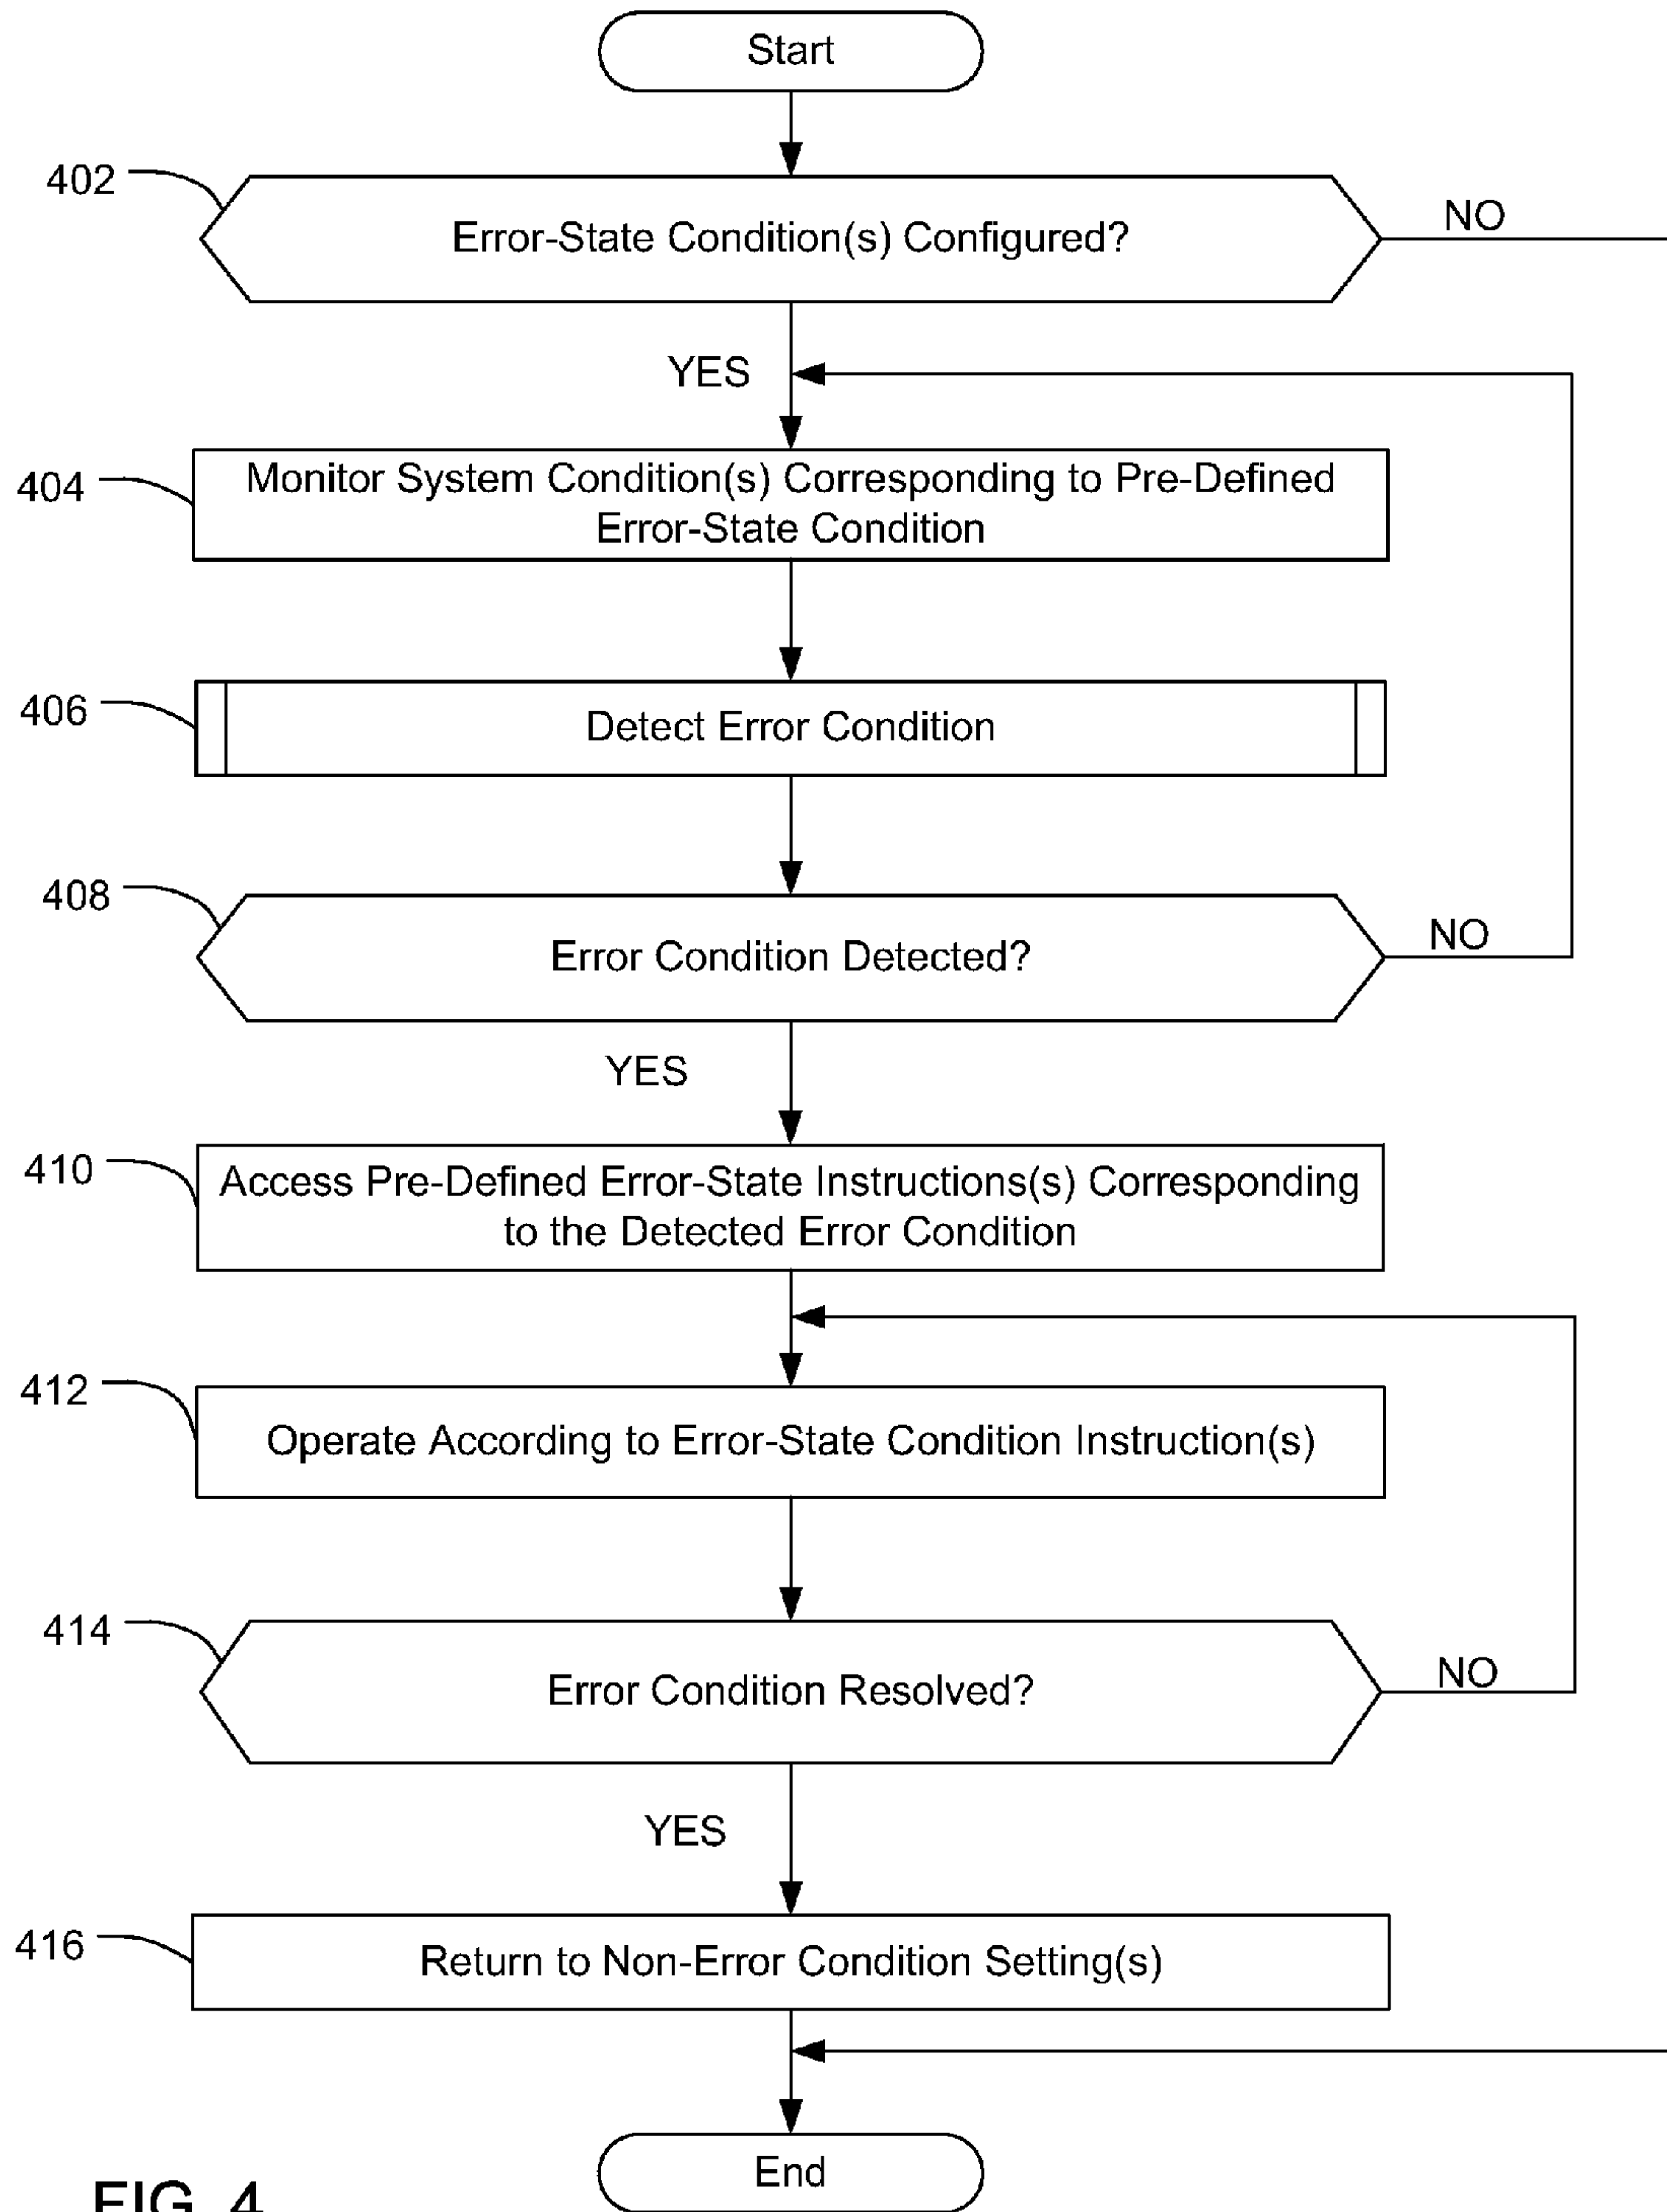 Start
402
Error-State Condition(s) Configured?
NO
YES
404
Monitor System Condition(s) Corresponding to Pre-Defined
Error-State Condition
406
Detect Error Condition
408
Error Condition Detected?
NO
YES
410
Access Pre-Defined Error-State Instructions(s) Corresponding
to the Detected Error Condition
412
Operate According to Error-State Condition Instruction(s)
414
Error Condition Resolved?
NO
YES
416
Return to Non-Error Condition Setting(s)
End
FIG. 4